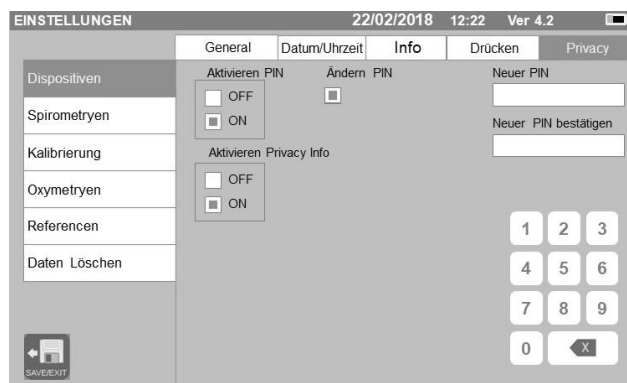 EINSTELLUNGEN 22/02/2018 12:22 Ver 4.2
General Datum/Uhrzeit Info Drücken Privacy
Dispositiven
Spirometryen
Kalibrierung
Oxymetryen
Referencen
Daten Löschen
Aktivieren PIN Ändern PIN Neuer PIN
OFF
ON
Neuer PIN bestätigen
Aktivieren Privacy Info
OFF
ON
1 2 3
4 5 6
7 8 9
0 X
SAVE/EXIT